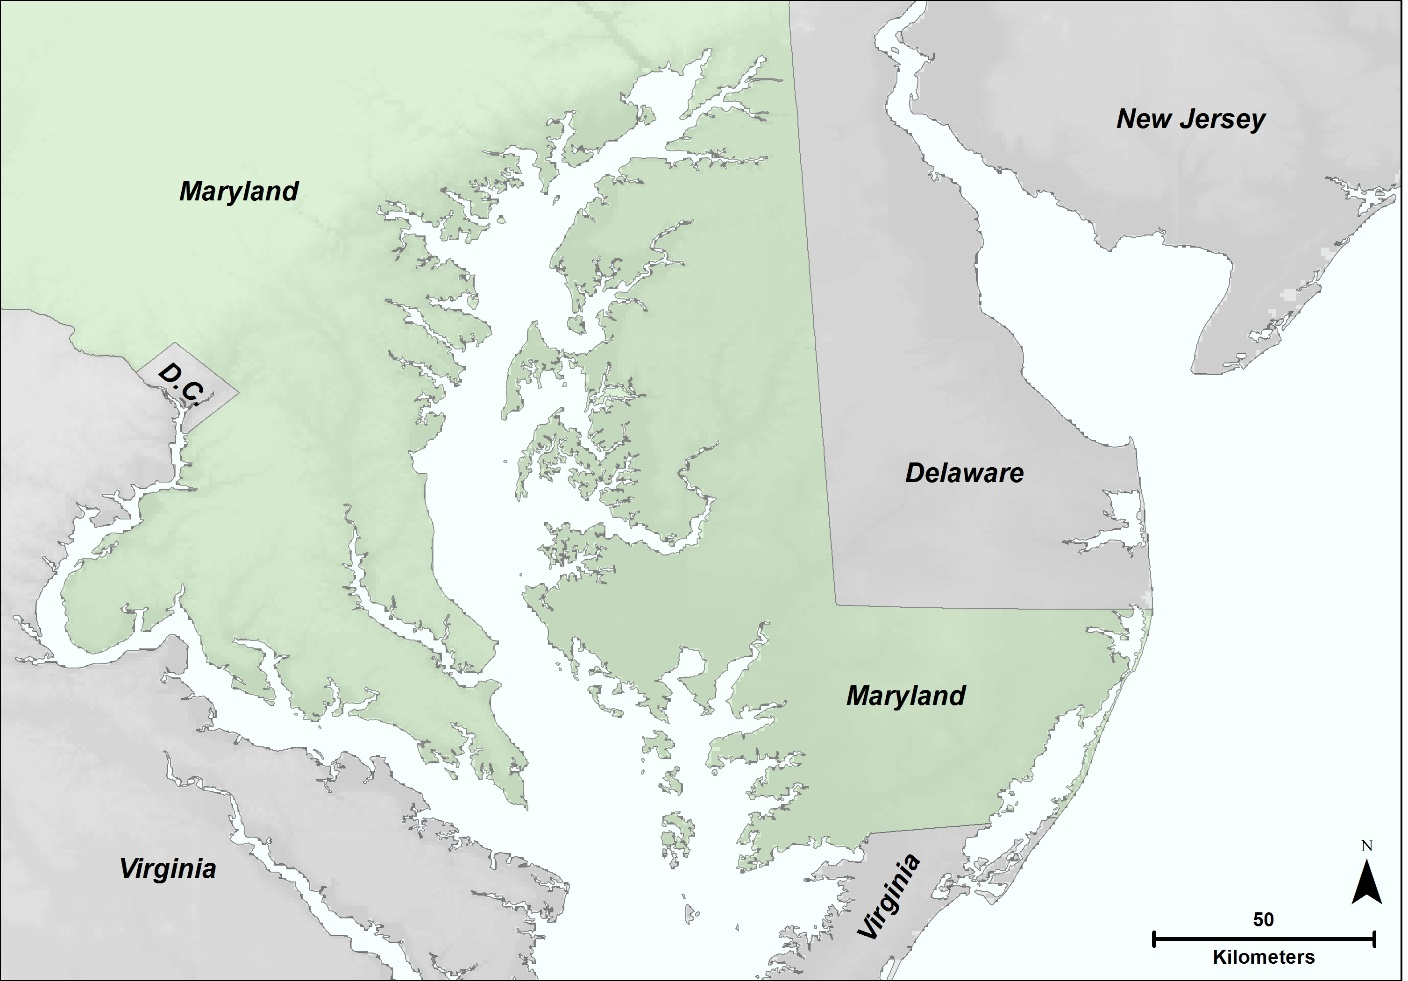 New Jersey
Maryland
D.C.
Delaware
Maryland
Virginia
Virginia
N
50
Kilometers